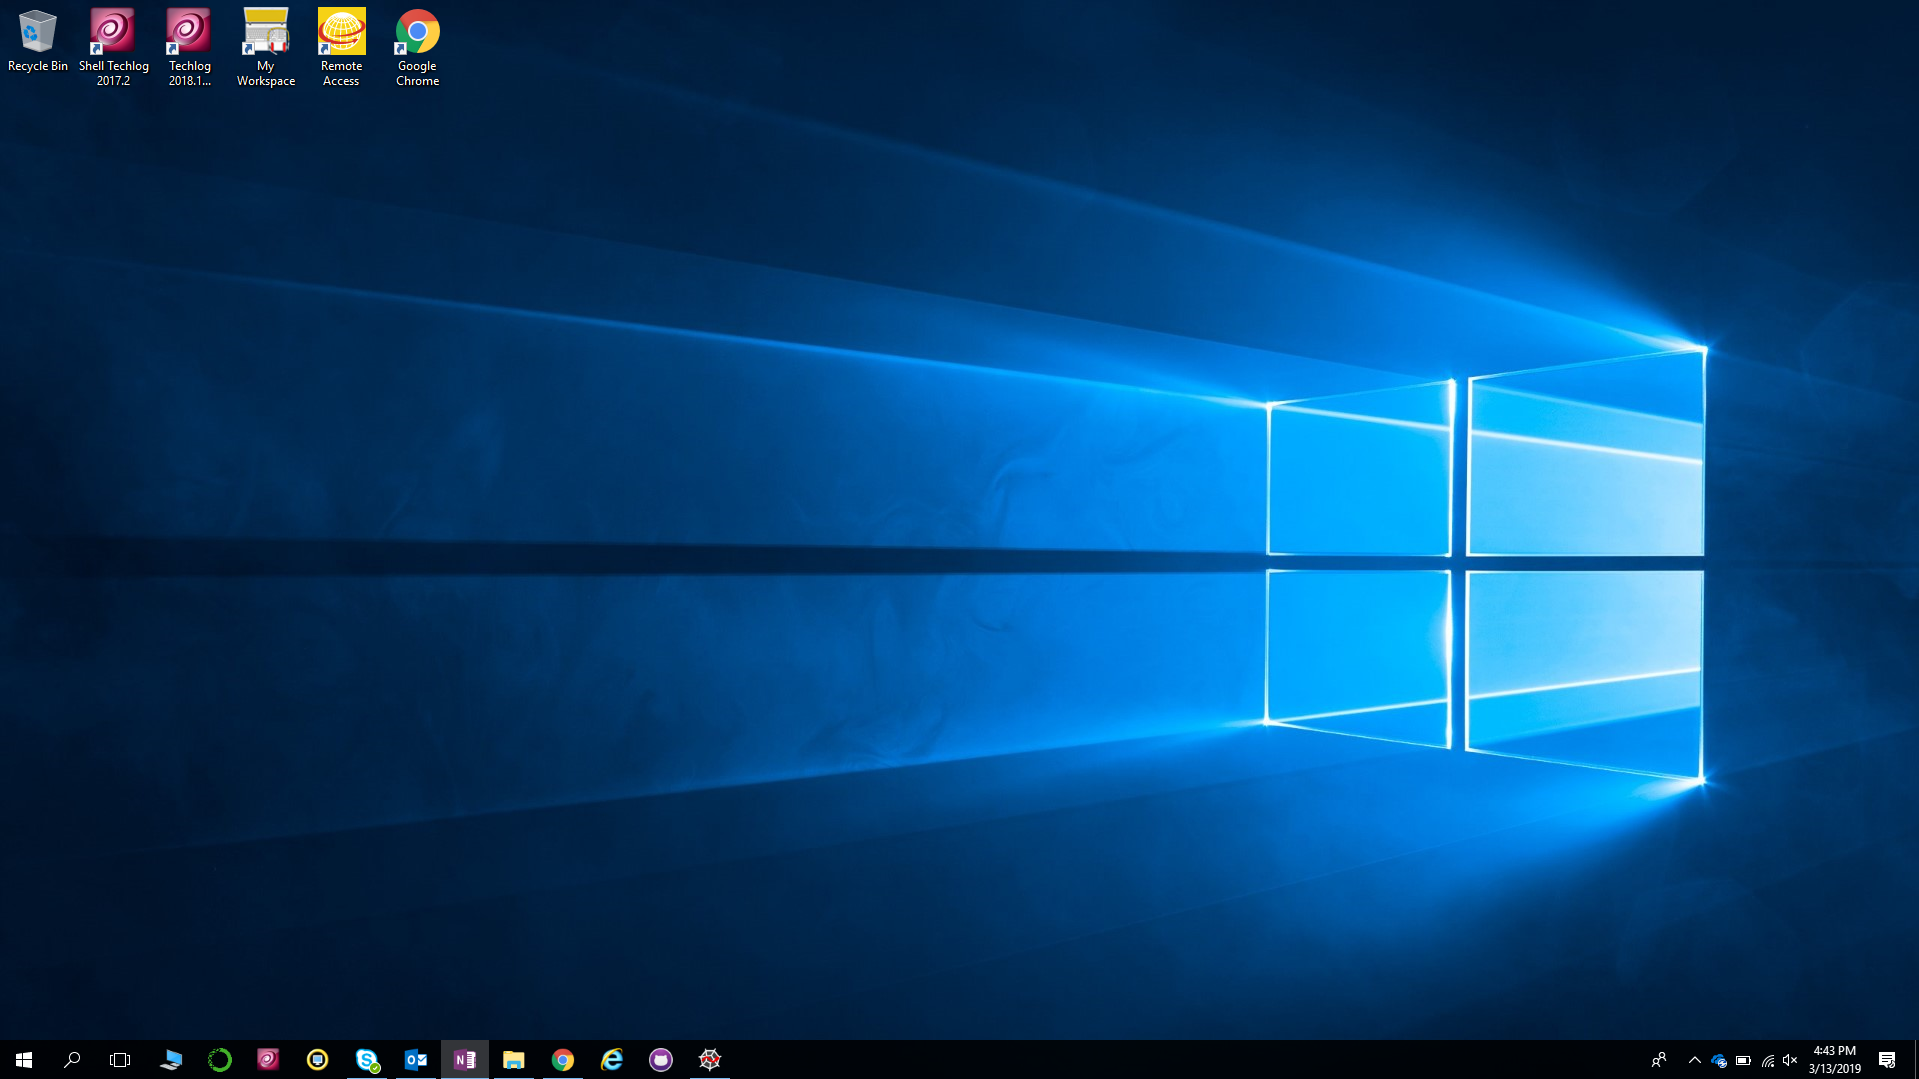 Recycle Bin
Shell Techlog
2017.2
Techlog
2018.1...
My
Workspace
Remote
Access
Google
Chrome
4:43 PM
3/13/2019